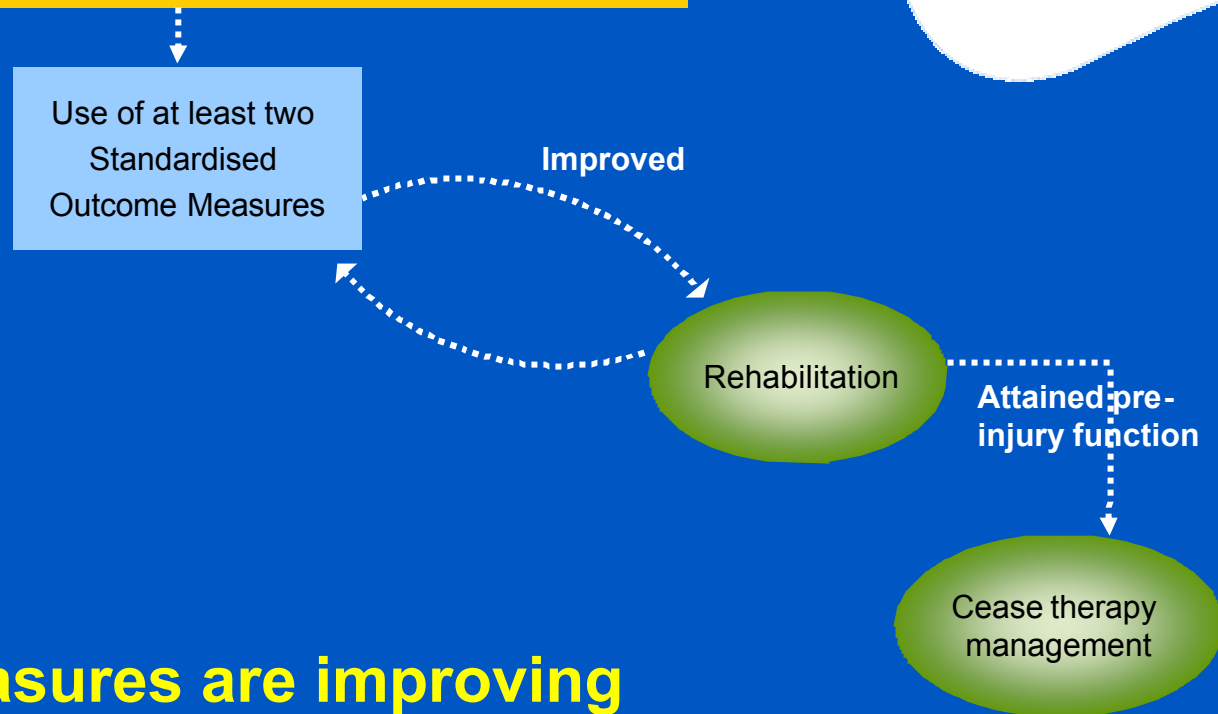 Use of at least two
Standardised
Outcome Measures
Improved
Rehabilitation
Attained pre-
injury function
Cease therapy
management
asures are improving